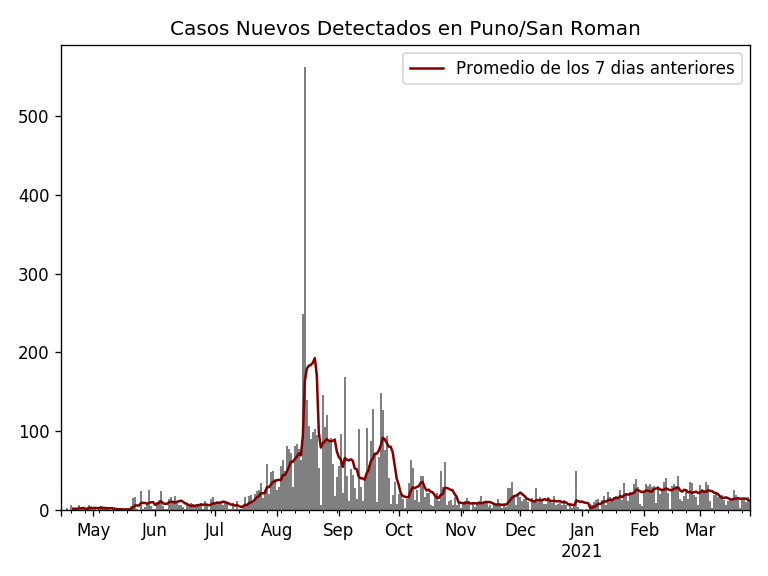 Casos Nuevos Detectados en Puno/San Roman
Promedio de los 7 dias anteriores
500
400
300
200
100
0
May Jun Jul Aug Sep Oct Nov Dec Jan Feb Mar
2021